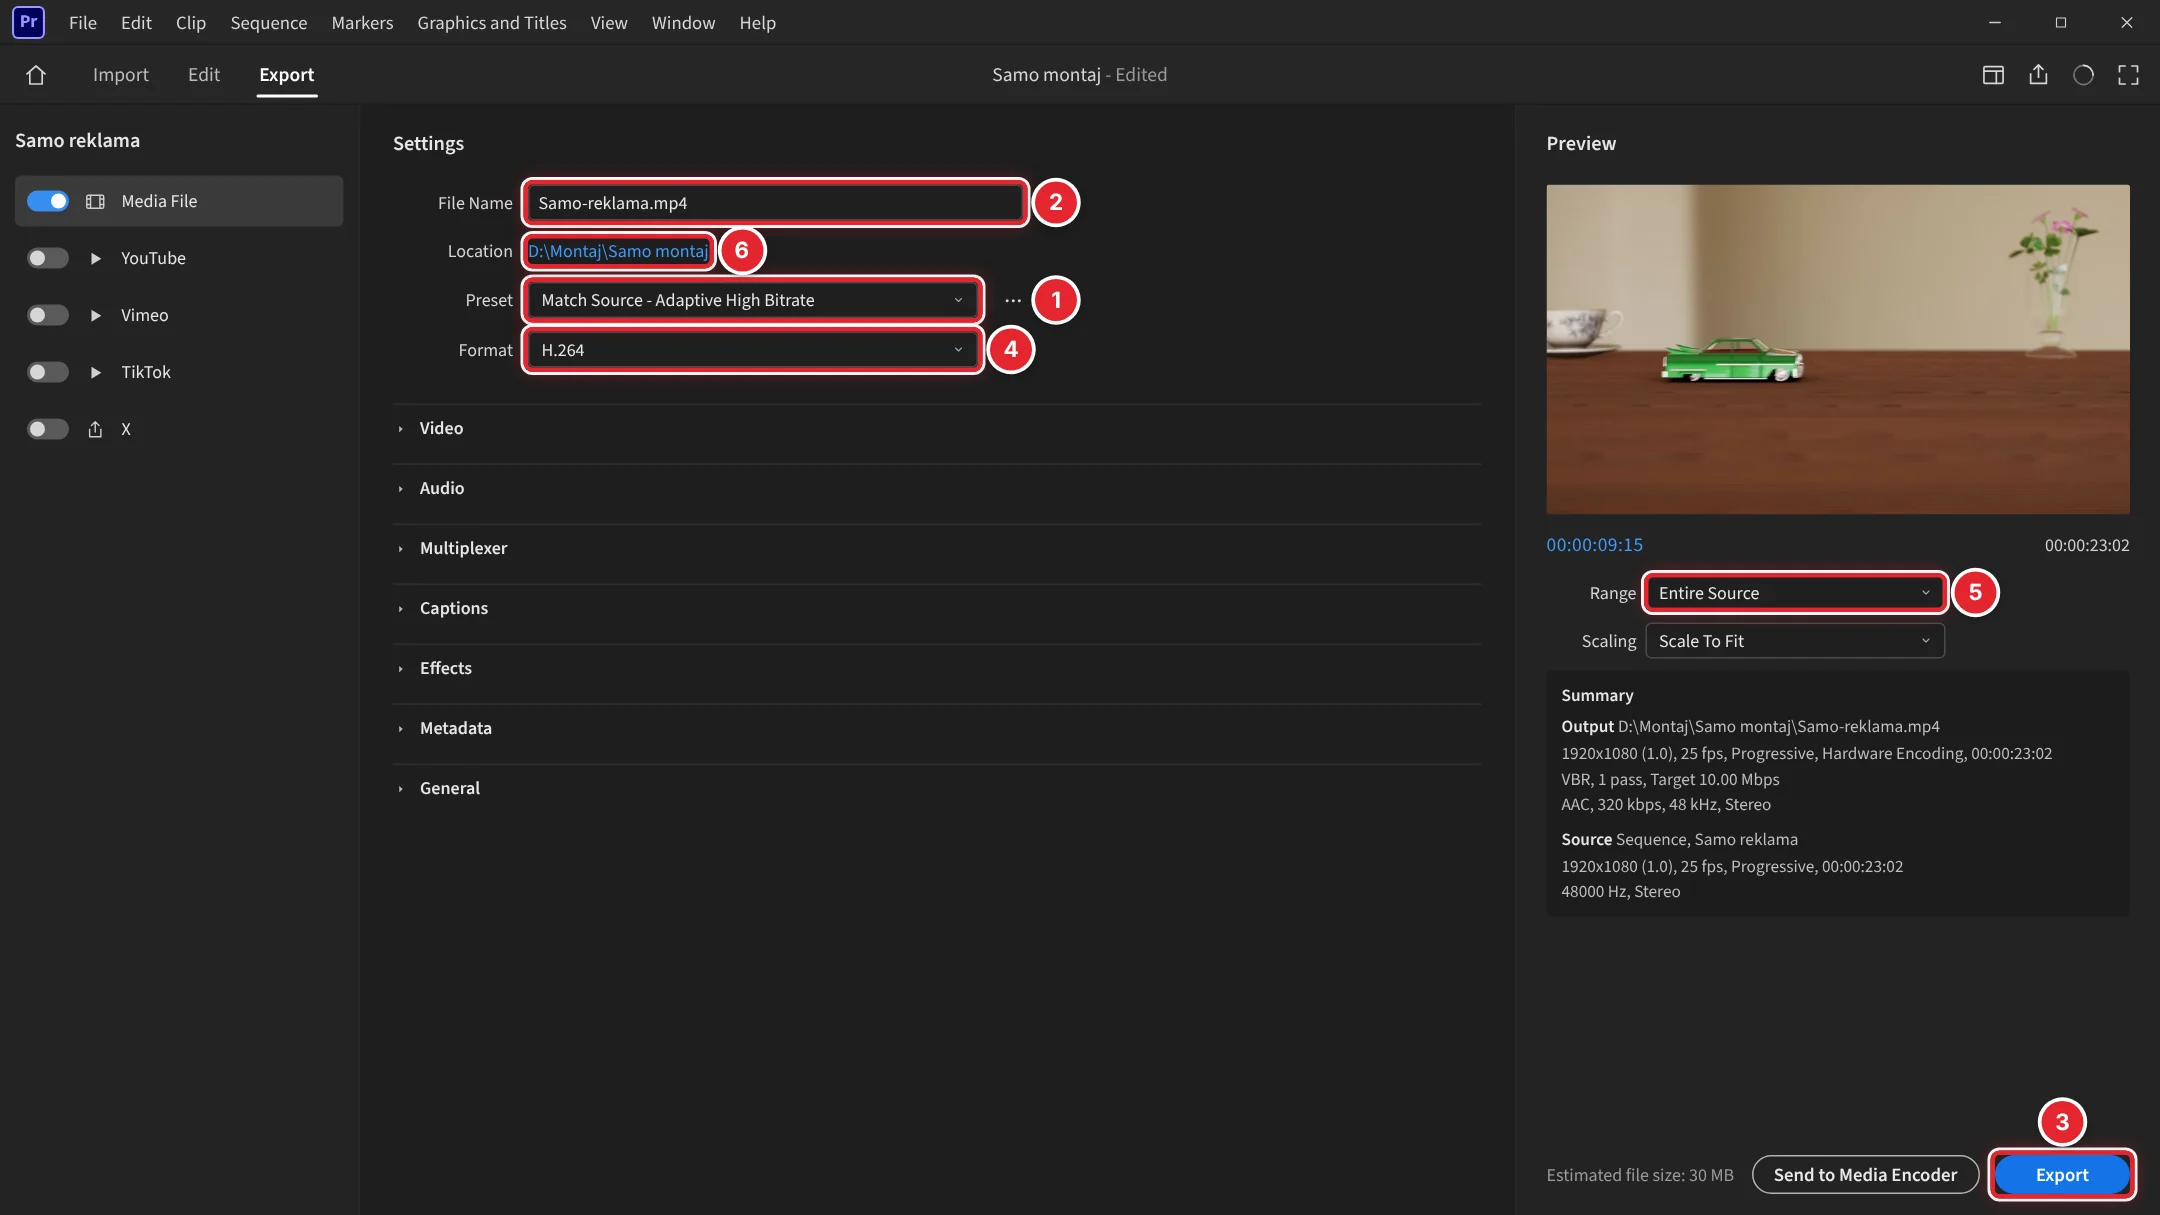 Pr File Edit Clip Sequence Markers Graphics and Titles View Window Help
Import Edit Export
Samo montaj - Edited
Samo reklama
Media File
YouTube
Vimeo
TikTok
X
Settings
File Name Samo-reklama.mp4 2
Location D:\Montaj\Samo montaj 6
Preset Match Source - Adaptive High Bitrate ... 1
Format H.264 4
Video
Audio
Multiplexer
Captions
Effects
Metadata
General
Preview
00:00:09:15 00:00:23:02
Range Entire Source 5
Scaling Scale To Fit
Summary
Output D:\Montaj\Samo montaj\Samo-reklama.mp4
1920x1080 (1.0), 25 fps, Progressive, Hardware Encoding, 00:00:23:02
VBR, 1 pass, Target 10.00 Mbps
AAC, 320 kbps, 48 kHz, Stereo
Source Sequence, Samo reklama
1920x1080 (1.0), 25 fps, Progressive, 00:00:23:02
48000 Hz, Stereo
3
Estimated file size: 30 MB Send to Media Encoder Export